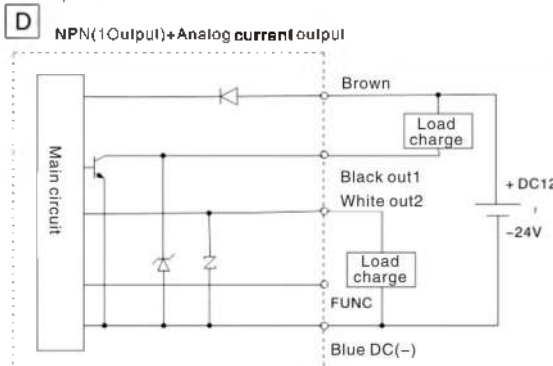 D
NPN(1Oulput)+Analog current oulpul
Brown
Load
charge
Main circuit
Black out1
White out2
+ DC12
-24V
Load
charge
FUNC
Blue DC(-)